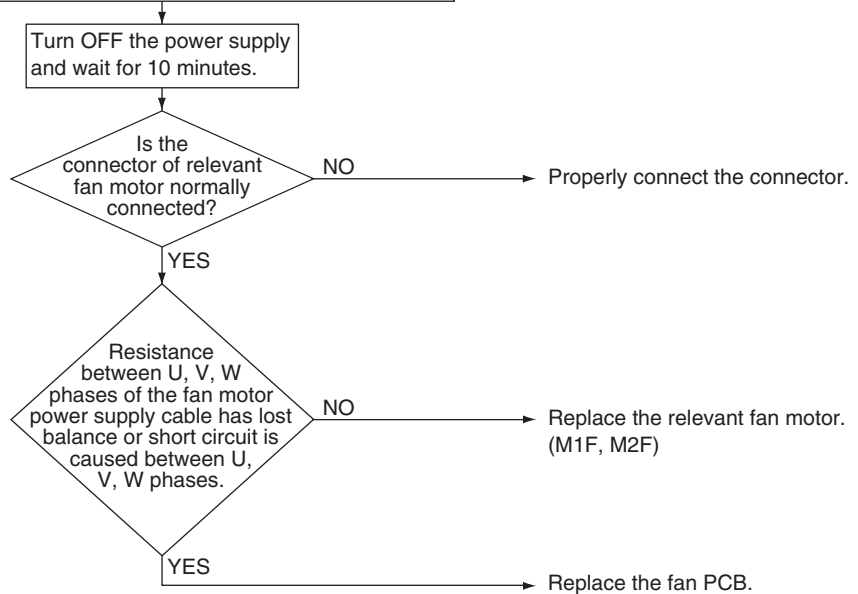 Turn OFF the power supply
and wait for 10 minutes.
Is the
connector of relevant
fan motor normally
connected?
NO
Properly connect the connector.
YES
Resistance
between U, V, W
phases of the fan motor
power supply cable has lost
balance or short circuit is
caused between U,
V, W phases.
NO
Replace the relevant fan motor.
(M1F, M2F)
YES
Replace the fan PCB.